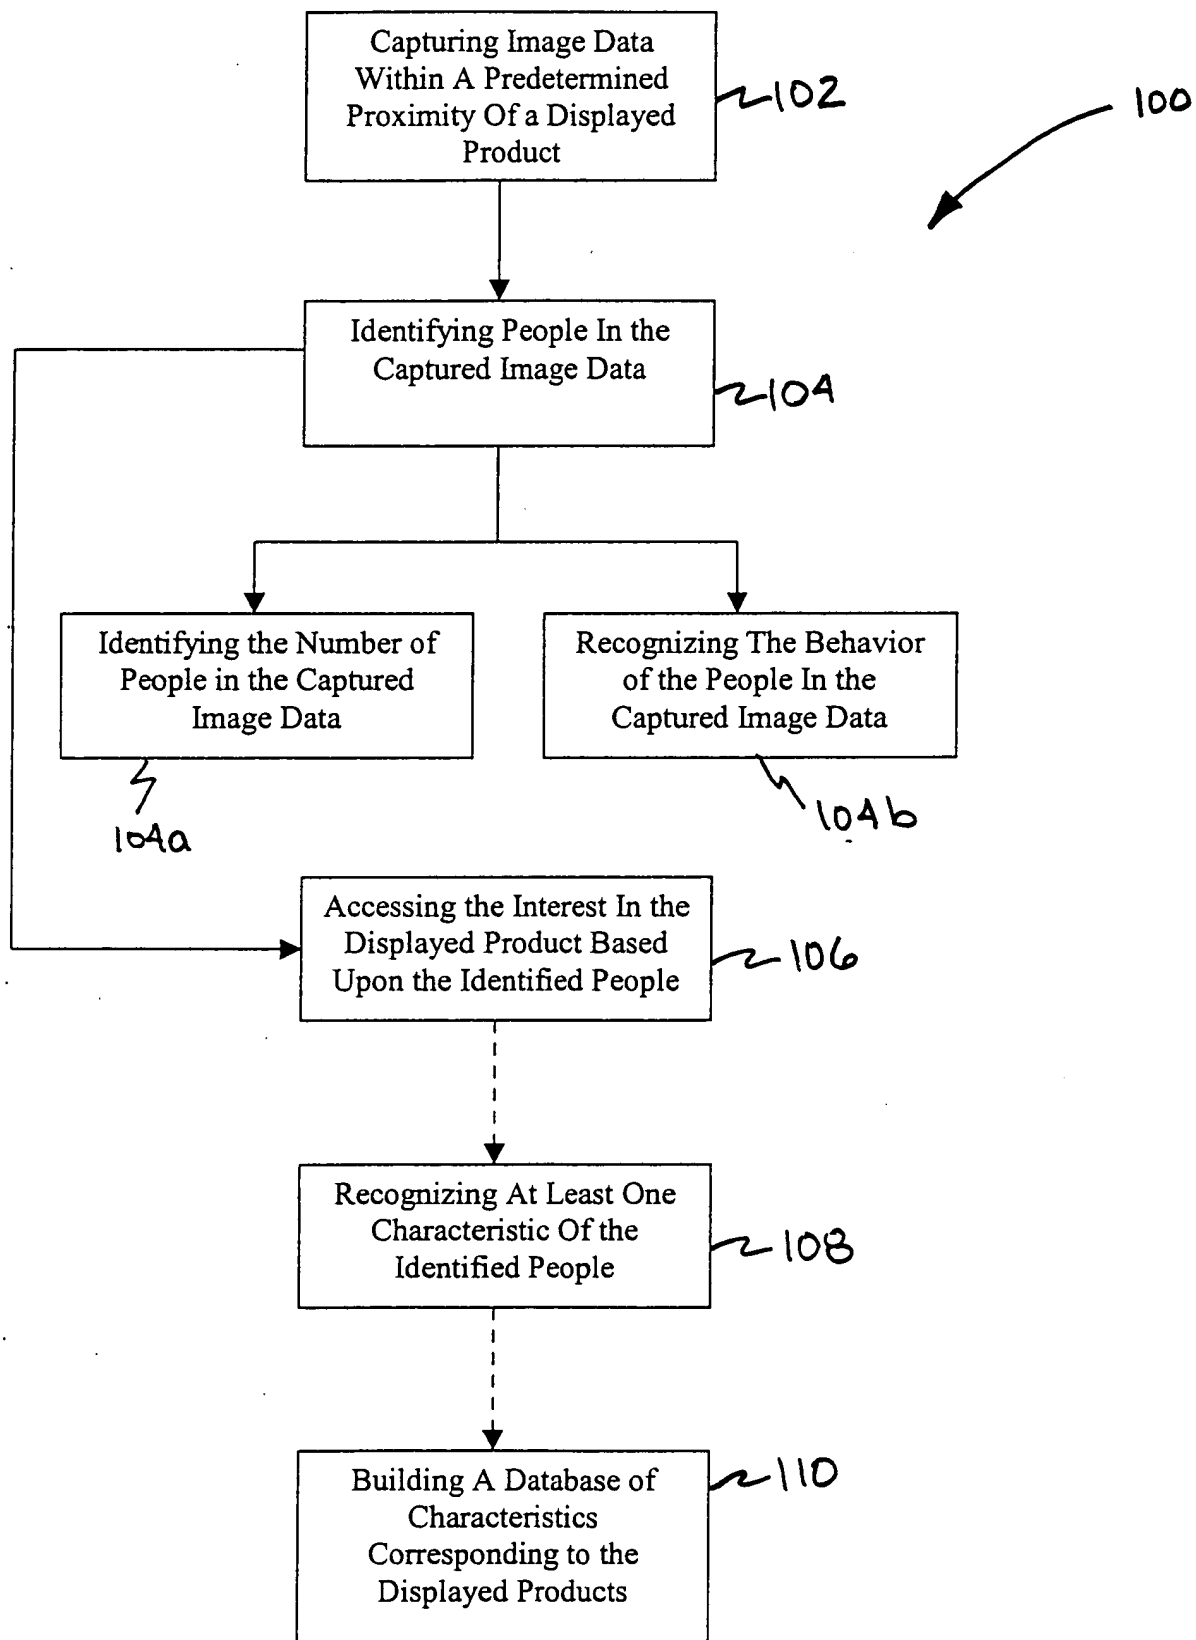 Capturing Image Data
Within A Predetermined
Proximity Of a Displayed
Product
102
100
Identifying People In the
Captured Image Data
104
Identifying the Number of
People in the Captured
Image Data
104a
Recognizing The Behavior
of the People In the
Captured Image Data
104b
Accessing the Interest In the
Displayed Product Based
Upon the Identified People
106
Recognizing At Least One
Characteristic Of the
Identified People
108
Building A Database of
Characteristics
Corresponding to the
Displayed Products
110